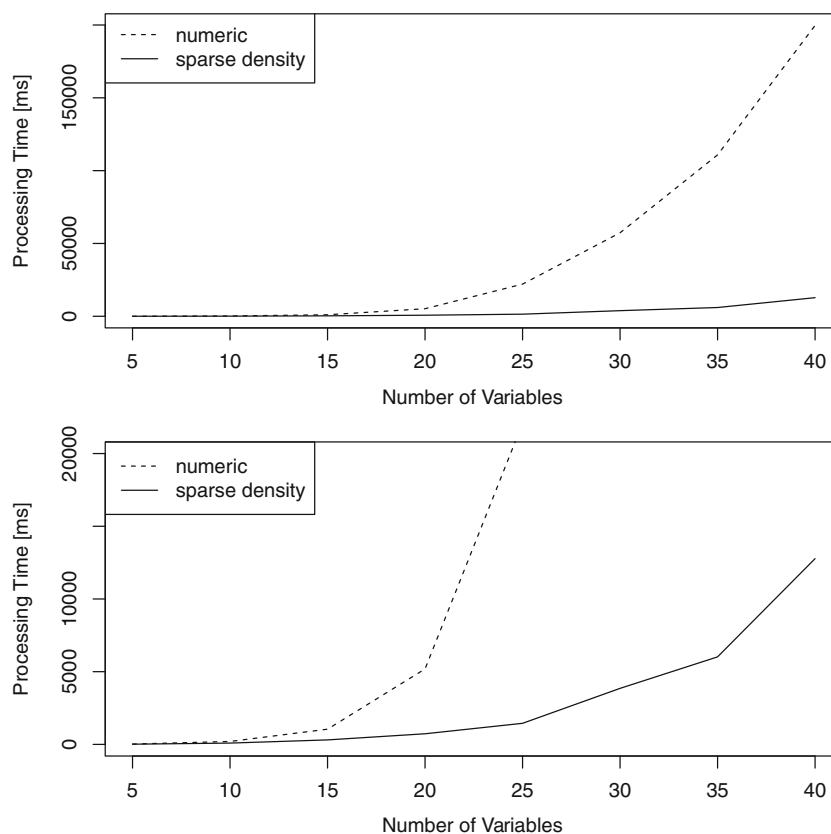 numeric
sparse density
Processing Time [ms]
150000
50000
0
5 10 15 20 25 30 35 40
Number of Variables
numeric
sparse density
Processing Time [ms]
20000
10000
5000
0
5 10 15 20 25 30 35 40
Number of Variables